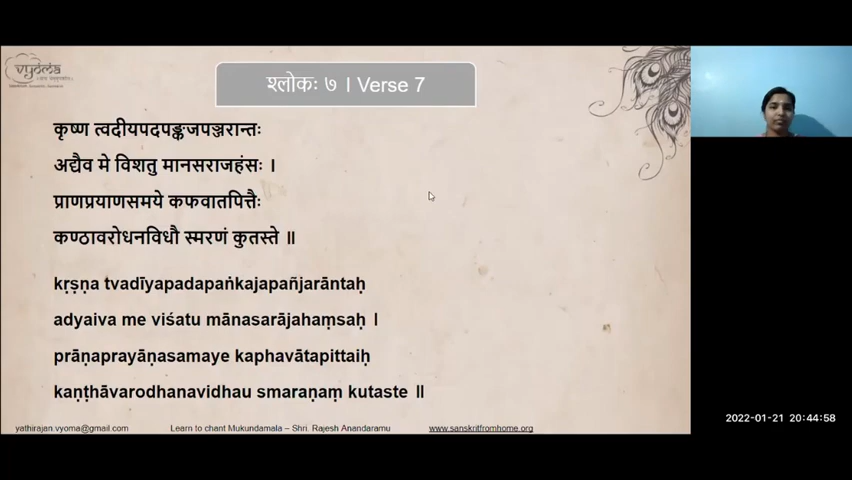 vyoma
श्लोकः ७ । Verse 7
कृष्ण त्वदीयपदपङ्कजपञ्जरान्तः
अद्यैव मे विशतु मानसराजहंसः ।
प्राणप्रयाणसमये कफवातपित्तैः
कण्ठावरोधनविधौ स्मरणं कुतस्ते ॥
kṛṣṇa tvadīyapadapaṅkajapañjarāntaḥ
adyaiva me viśatu mānasarājahaṃsaḥ ।
prāṇaprayāṇasamaye kaphavātapittaiḥ
kaṇṭhāvarodhanavidhau smaraṇaṃ kutaste ॥
2022-01-21 20:44:58
yathirajan.vyoma@gmail.com Learn to chant Mukundamala – Shri. Rajesh Anandaramu www.sanskritfromhome.org